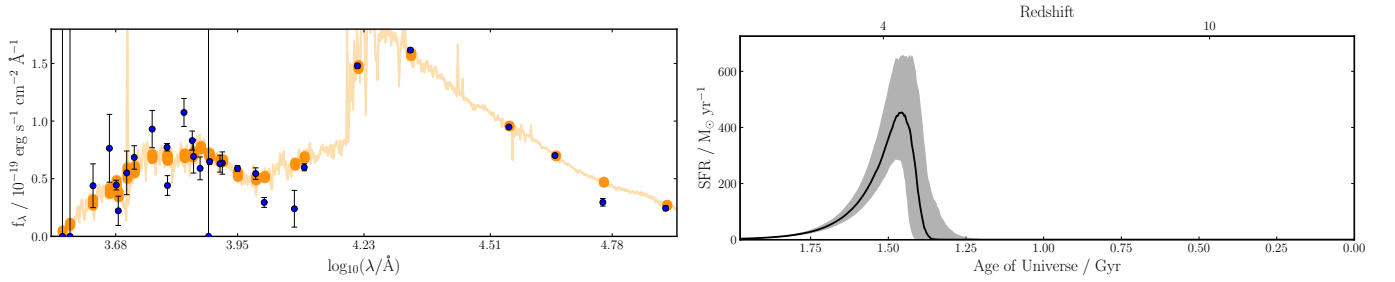 f_λ / 10⁻¹⁹ erg s⁻¹ cm⁻² Å⁻¹
1.5
1.0
0.5
0.0
3.68 3.95 4.23 4.51 4.78
log₁₀(λ/Å)
Redshift
4 10
SFR / M⊙ yr⁻¹
600
400
200
0
1.75 1.50 1.25 1.00 0.75 0.50 0.25 0.00
Age of Universe / Gyr